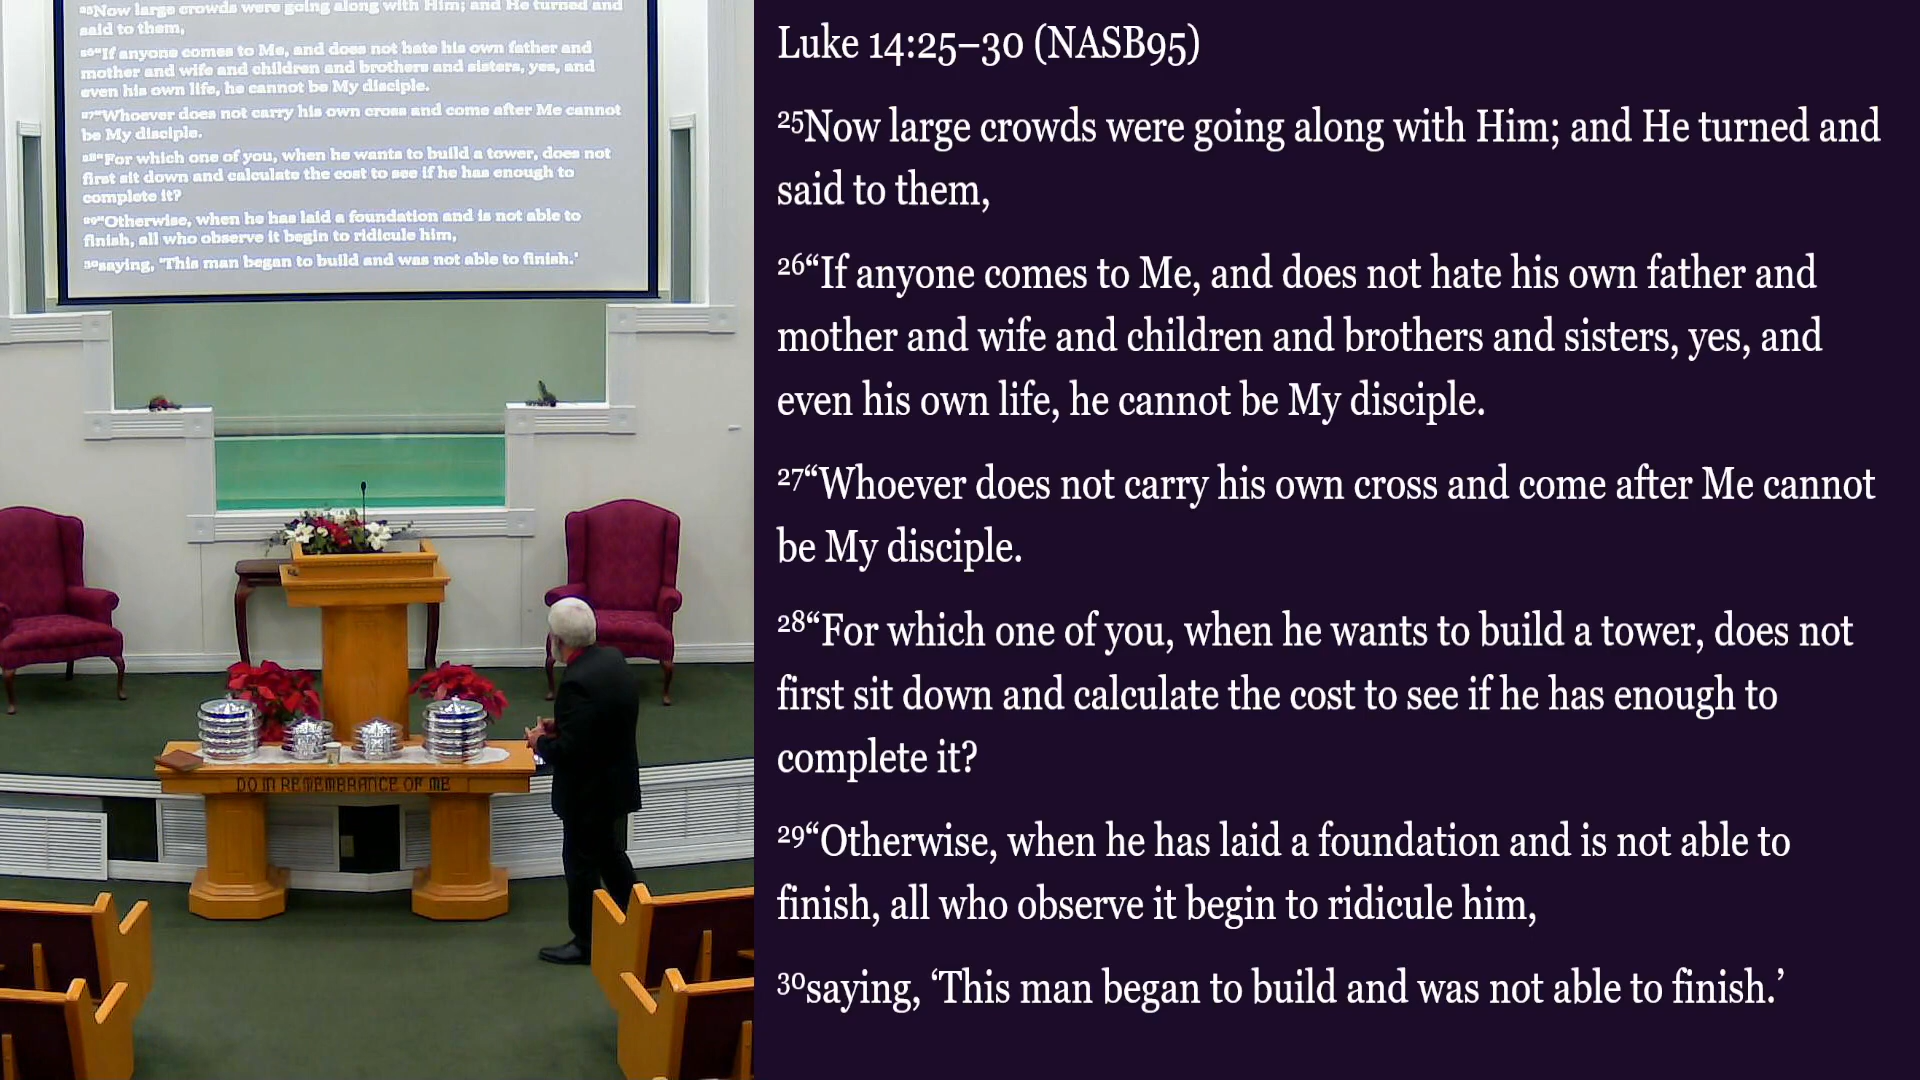 25Now large crowds were going along with Him; and He turned and
said to them,
26"If anyone comes to Me, and does not hate his own father and
mother and wife and children and brothers and sisters, yes, and
even his own life, he cannot be My disciple.
27"Whoever does not carry his own cross and come after Me cannot
be My disciple.
28"For which one of you, when he wants to build a tower, does not
first sit down and calculate the cost to see if he has enough to
complete it?
29"Otherwise, when he has laid a foundation and is not able to
finish, all who observe it begin to ridicule him,
30saying, 'This man began to build and was not able to finish.'
DO IN REMEMBRANCE OF ME
Luke 14:25–30 (NASB95)
25Now large crowds were going along with Him; and He turned and
said to them,
26“If anyone comes to Me, and does not hate his own father and
mother and wife and children and brothers and sisters, yes, and
even his own life, he cannot be My disciple.
27“Whoever does not carry his own cross and come after Me cannot
be My disciple.
28“For which one of you, when he wants to build a tower, does not
first sit down and calculate the cost to see if he has enough to
complete it?
29“Otherwise, when he has laid a foundation and is not able to
finish, all who observe it begin to ridicule him,
30saying, ‘This man began to build and was not able to finish.’